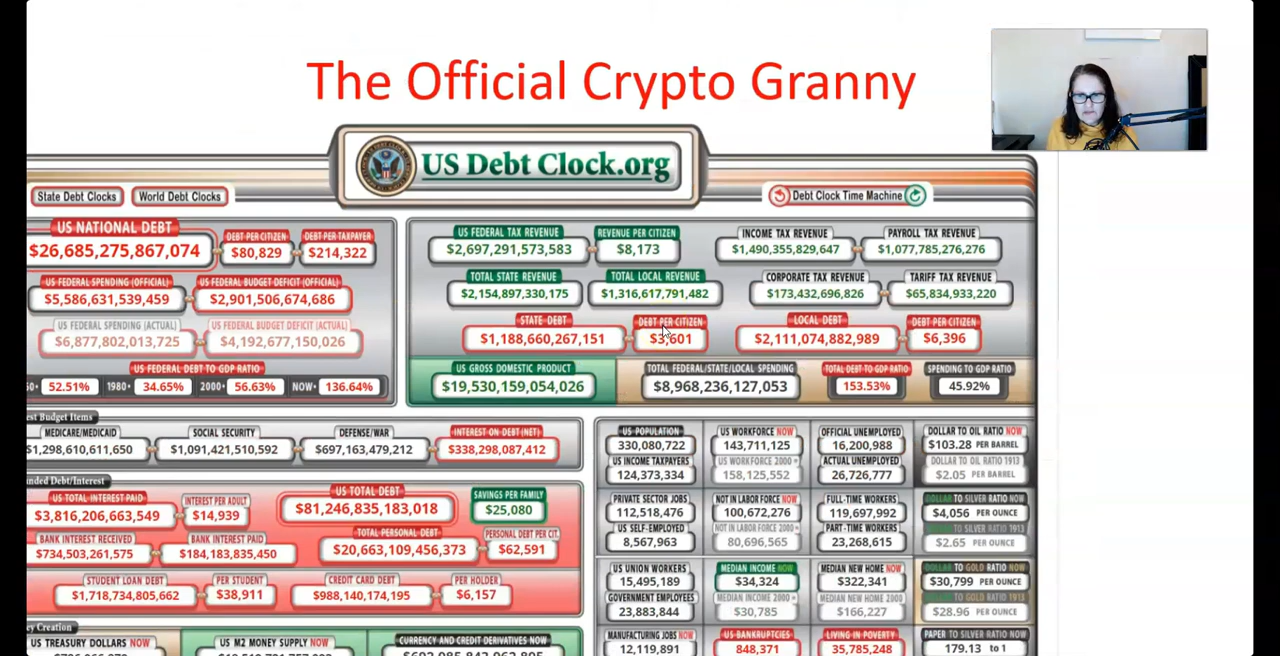 The Official Crypto Granny
US Debt Clock.org
State Debt Clocks
World Debt Clocks
Debt Clock Time Machine
US NATIONAL DEBT
$26,685,275,867,074
DEBT PER CITIZEN
$80,829
DEBT PER TAXPAYER
$214,322
US FEDERAL SPENDING (OFFICIAL)
$5,586,631,539,459
US FEDERAL BUDGET DEFICIT (OFFICIAL)
$2,901,506,674,686
US FEDERAL SPENDING (ACTUAL)
$6,877,802,013,725
US FEDERAL BUDGET DEFICIT (ACTUAL)
$4,192,677,150,026
US FEDERAL DEBT TO GDP RATIO
52.51% 1980• 34.65% 2000• 56.63% NOW• 136.64%
US FEDERAL TAX REVENUE
$2,697,291,573,583
REVENUE PER CITIZEN
$8,173
INCOME TAX REVENUE
$1,490,355,829,647
PAYROLL TAX REVENUE
$1,077,785,276,276
TOTAL STATE REVENUE
$2,154,897,330,175
TOTAL LOCAL REVENUE
$1,316,617,791,482
CORPORATE TAX REVENUE
$173,432,696,826
TARIFF TAX REVENUE
$65,834,933,220
STATE DEBT
$1,188,660,267,151
DEBT PER CITIZEN
$3,601
LOCAL DEBT
$2,111,074,882,989
DEBT PER CITIZEN
$6,396
US GROSS DOMESTIC PRODUCT
$19,530,159,054,026
TOTAL FEDERAL/STATE/LOCAL SPENDING
$8,968,236,127,053
TOTAL DEBT TO GDP RATIO
153.53%
SPENDING TO GDP RATIO
45.92%
Budget Items
MEDICARE/MEDICAID
$1,298,610,611,650
SOCIAL SECURITY
$1,091,421,510,592
DEFENSE/WAR
$697,163,479,212
INTEREST ON DEBT (NET)
$338,298,087,412
Debt/Interest
US TOTAL INTEREST PAID
$3,816,206,663,549
INTEREST PER ADULT
$14,939
US TOTAL DEBT
$81,246,835,183,018
SAVINGS PER FAMILY
$25,080
BANK INTEREST RECEIVED
$734,503,261,575
BANK INTEREST PAID
$184,183,835,450
TOTAL PERSONAL DEBT
$20,663,109,456,373
PERSONAL DEBT PER CIT.
$62,591
STUDENT LOAN DEBT
$1,718,734,805,662
PER STUDENT
$38,911
CREDIT CARD DEBT
$988,140,174,195
PER HOLDER
$6,157
Creation
US TREASURY DOLLARS NOW
US M2 MONEY SUPPLY NOW
CURRENCY AND CREDIT DERIVATIVES NOW
US POPULATION
330,080,722
US WORKFORCE NOW
143,711,125
OFFICIAL UNEMPLOYED
16,200,988
DOLLAR TO OIL RATIO NOW
$103.28 PER BARREL
US INCOME TAXPAYERS
124,373,334
US WORKFORCE 2000
158,125,552
ACTUAL UNEMPLOYED
26,726,777
DOLLAR TO OIL RATIO 1913
$2.05 PER BARREL
PRIVATE SECTOR JOBS
112,518,476
NOT IN LABOR FORCE NOW
100,672,276
FULL-TIME WORKERS
119,697,992
DOLLAR TO SILVER RATIO NOW
$4,056 PER OUNCE
US SELF-EMPLOYED
8,567,963
NOT IN LABOR FORCE 2000
80,696,565
PART-TIME WORKERS
23,268,615
DOLLAR TO SILVER RATIO 1913
$2.65 PER OUNCE
US UNION WORKERS
15,495,189
MEDIAN INCOME NOW
$34,324
MEDIAN NEW HOME NOW
$322,341
DOLLAR TO GOLD RATIO NOW
$30,799 PER OUNCE
GOVERNMENT EMPLOYEES
23,883,844
MEDIAN INCOME 2000
$30,785
MEDIAN NEW HOME 2000
$166,227
DOLLAR TO GOLD RATIO 1913
$28.96 PER OUNCE
MANUFACTURING JOBS NOW
12,119,891
US BANKRUPTCIES
848,371
LIVING IN POVERTY
35,785,248
PAPER TO SILVER RATIO NOW
179.13 to 1